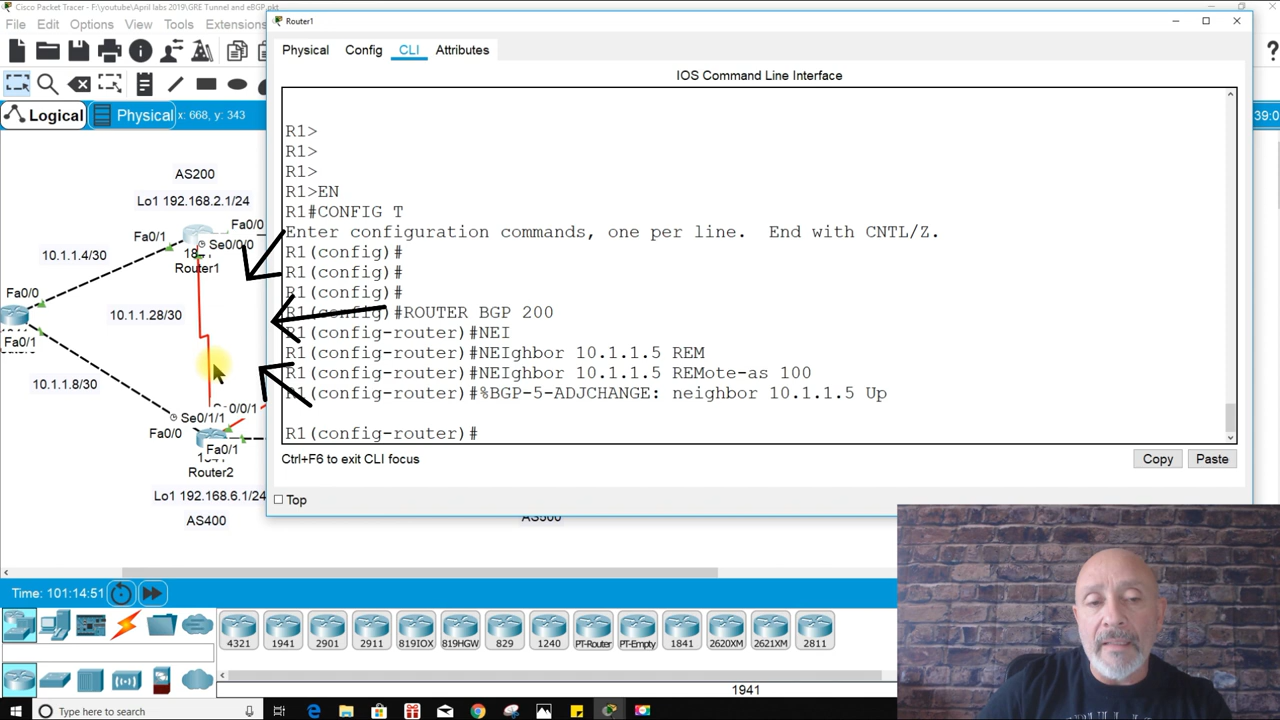 Cisco Packet Tracer - F:\youtube\April labs 2019\GRE Tunnel and eBGP.pkt
File Edit Options View Tools Extensions
Router1
Physical Config CLI Attributes
IOS Command Line Interface
Logical Physical x: 668, y: 343
39:0
R1>
R1>
R1>
R1>EN
R1#CONFIG T
Enter configuration commands, one per line. End with CNTL/Z.
R1(config)#
R1(config)#
R1(config)#
R1(config)#ROUTER BGP 200
R1(config-router)#NEI
R1(config-router)#NEIghbor 10.1.1.5 REM
R1(config-router)#NEIghbor 10.1.1.5 REMote-as 100
R1(config-router)#%BGP-5-ADJCHANGE: neighbor 10.1.1.5 Up
R1(config-router)#
Ctrl+F6 to exit CLI focus
Copy Paste
Top
AS200
Lo1 192.168.2.1/24
Fa0/0
Fa0/1
Se0/0/0
10.1.1.4/30
Router1
Fa0/0
10.1.1.28/30
Fa0/1
10.1.1.8/30
Se0/1/1
Fa0/0
Fa0/1
Router2
Lo1 192.168.6.1/24
AS400
AS500
Time: 101:14:51
4321 1941 2901 2911 819IOX 819HGW 829 1240 PT-Router PT-Empty 1841 2620XM 2621XM 2811
1941
Type here to search